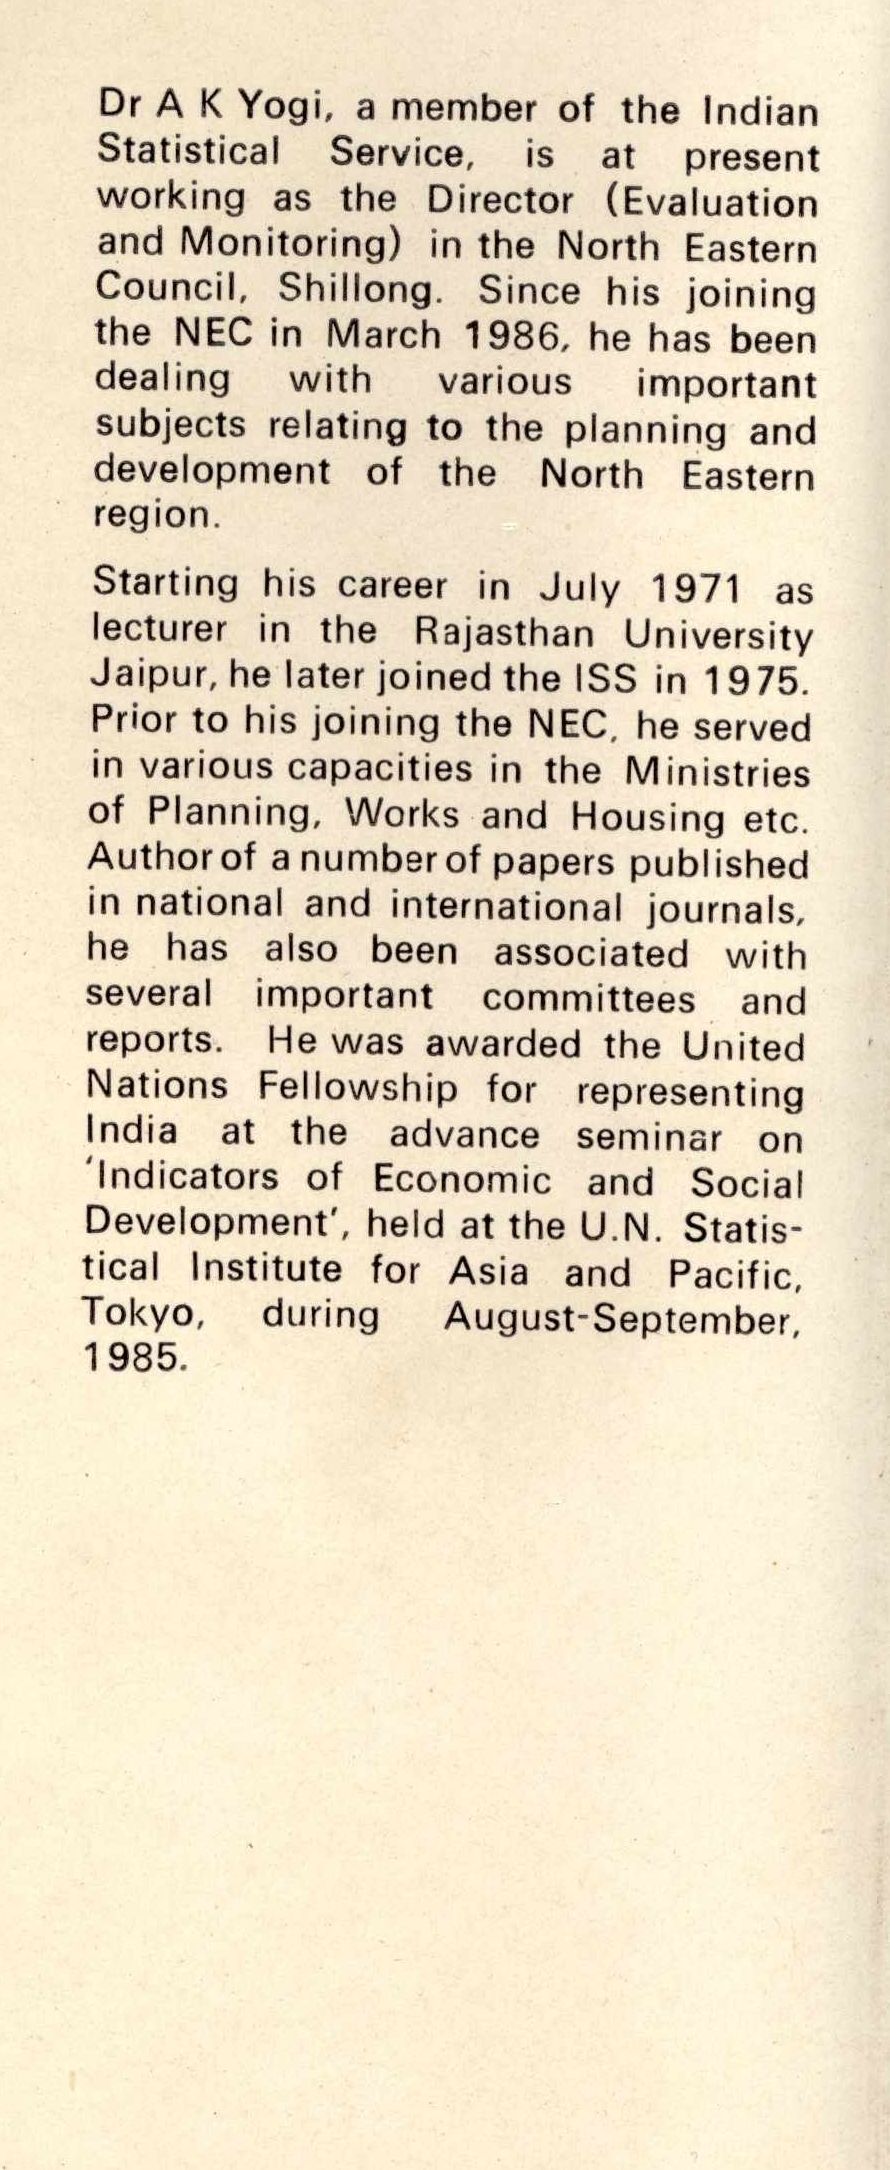 Dr A K Yogi, a member of the Indian
Statistical Service, is at present
working as the Director (Evaluation
and Monitoring) in the North Eastern
Council, Shillong. Since his joining
the NEC in March 1986, he has been
dealing with various important
subjects relating to the planning and
development of the North Eastern
region.
Starting his career in July 1971 as
lecturer in the Rajasthan University
Jaipur, he later joined the ISS in 1975.
Prior to his joining the NEC, he served
in various capacities in the Ministries
of Planning, Works and Housing etc.
Author of a number of papers published
in national and international journals,
he has also been associated with
several important committees and
reports. He was awarded the United
Nations Fellowship for representing
India at the advance seminar on
'Indicators of Economic and Social
Development', held at the U.N. Statis-
tical Institute for Asia and Pacific,
Tokyo, during August-September,
1985.